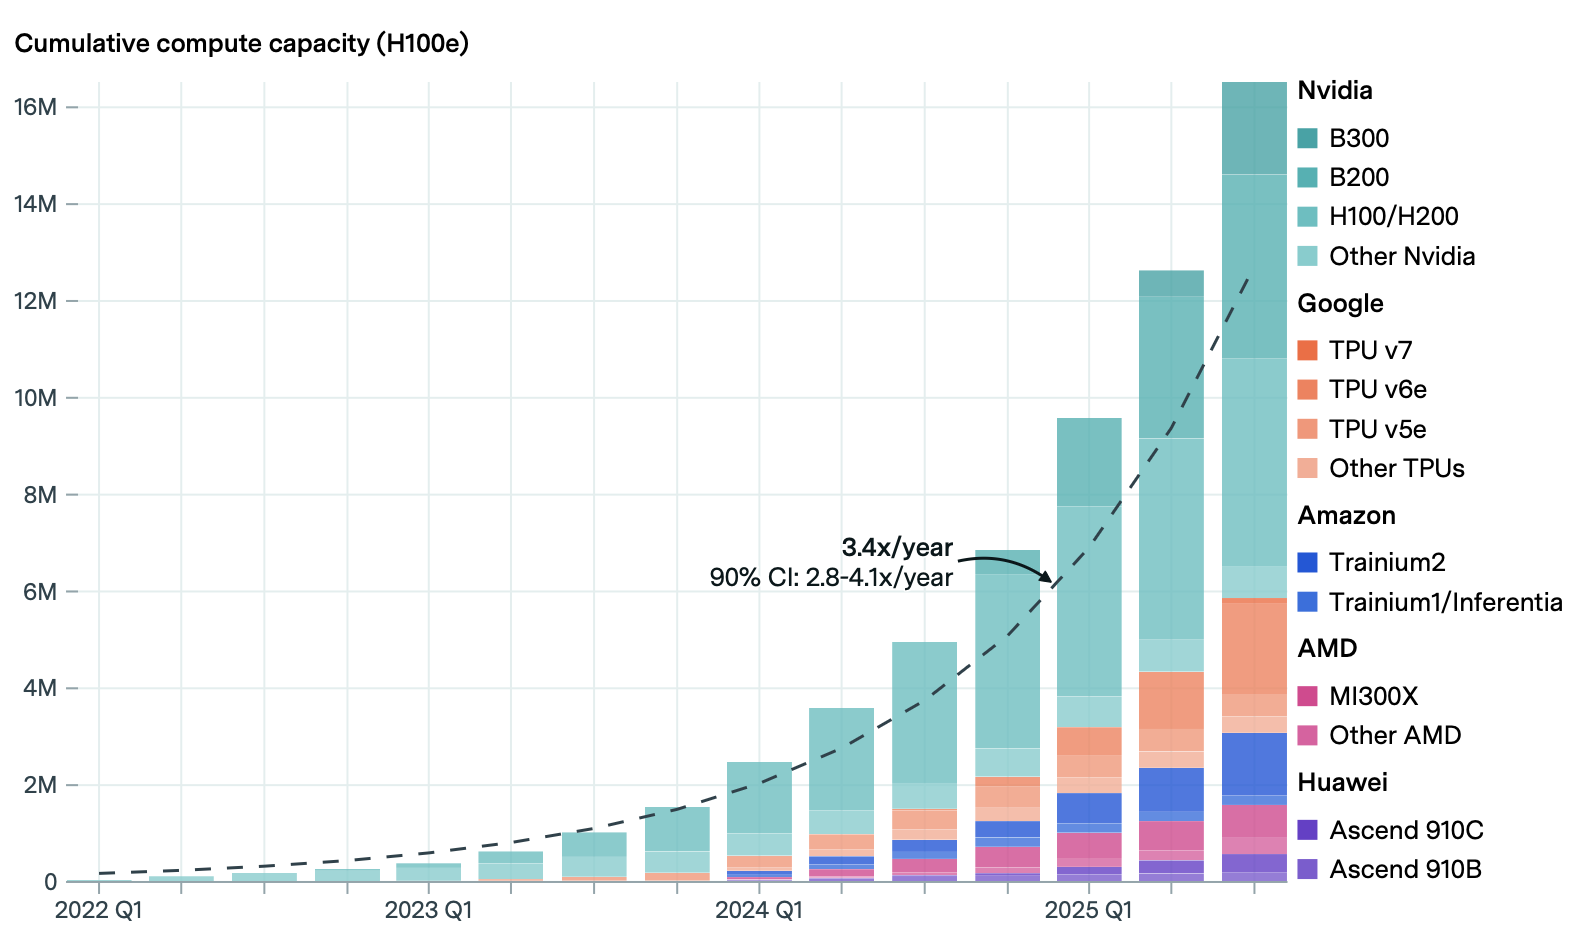 Cumulative compute capacity (H100e)
16M
14M
12M
10M
8M
6M
4M
2M
0
2022 Q1
2023 Q1
2024 Q1
2025 Q1
3.4x/year
90% CI: 2.8-4.1x/year
Nvidia
B300
B200
H100/H200
Other Nvidia
Google
TPU v7
TPU v6e
TPU v5e
Other TPUs
Amazon
Trainium2
Trainium1/Inferentia
AMD
MI300X
Other AMD
Huawei
Ascend 910C
Ascend 910B